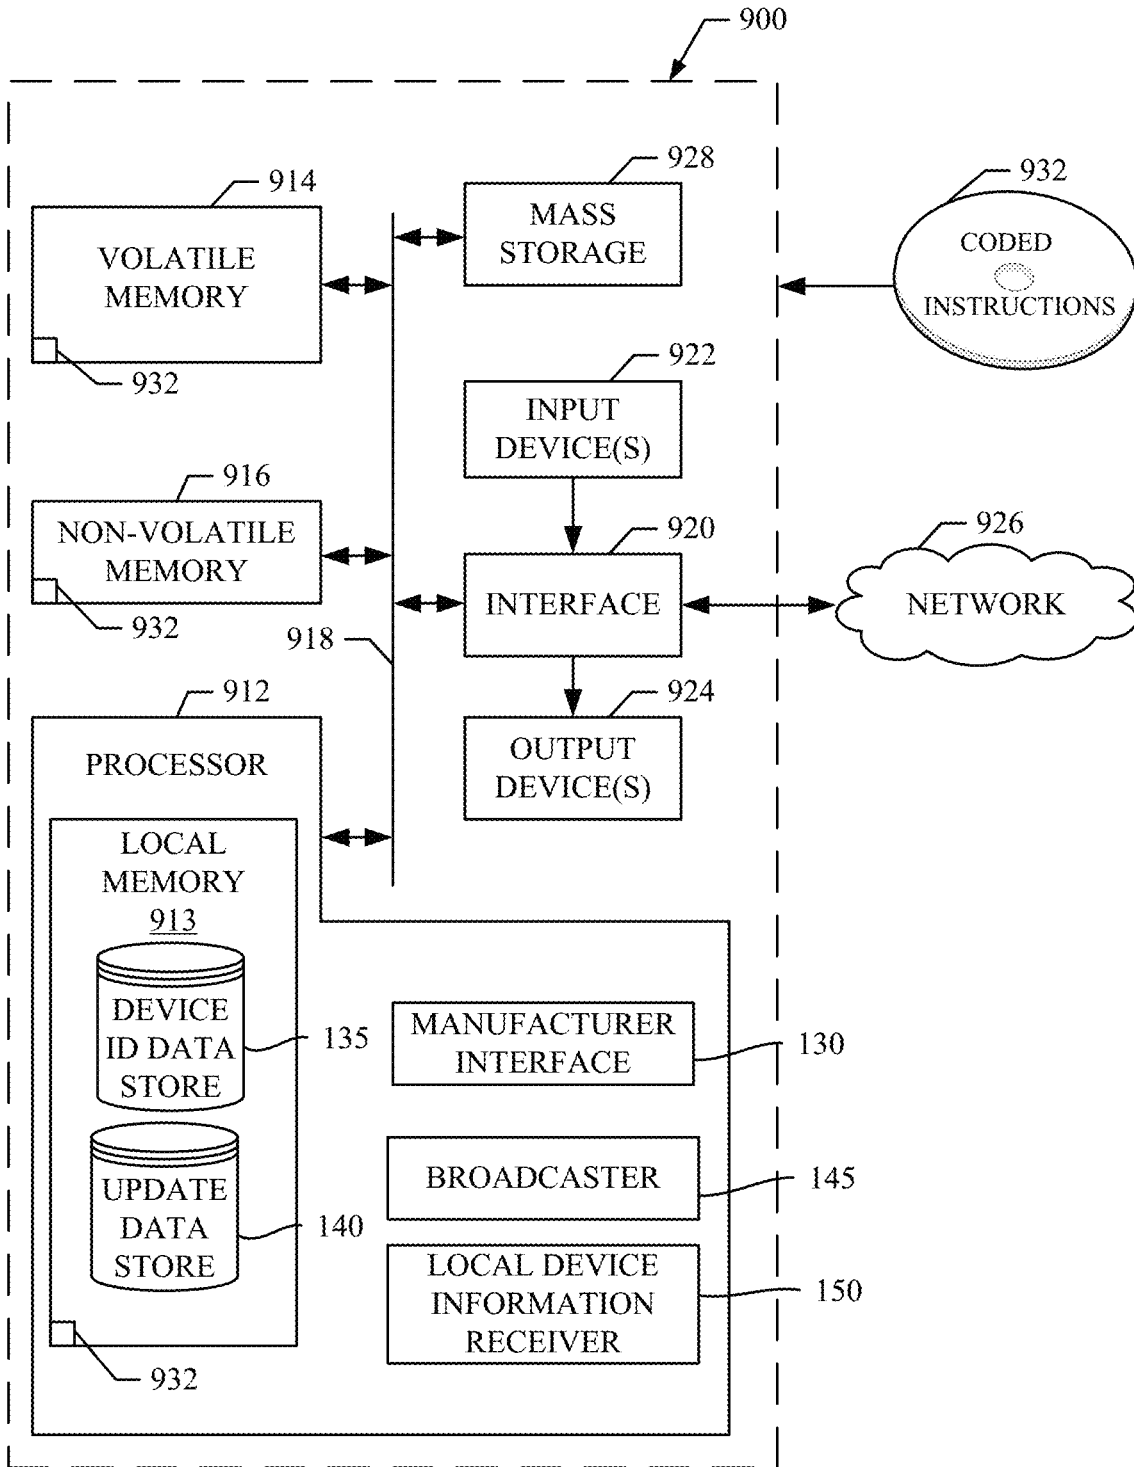 900
914
VOLATILE
MEMORY
932
928
MASS
STORAGE
932
CODED
INSTRUCTIONS
922
INPUT
DEVICE(S)
916
NON-VOLATILE
MEMORY
932
918
920
INTERFACE
926
NETWORK
924
OUTPUT
DEVICE(S)
912
PROCESSOR
LOCAL
MEMORY
913
DEVICE
ID DATA
STORE
135
UPDATE
DATA
STORE
140
932
MANUFACTURER
INTERFACE
130
BROADCASTER
145
LOCAL DEVICE
INFORMATION
RECEIVER
150